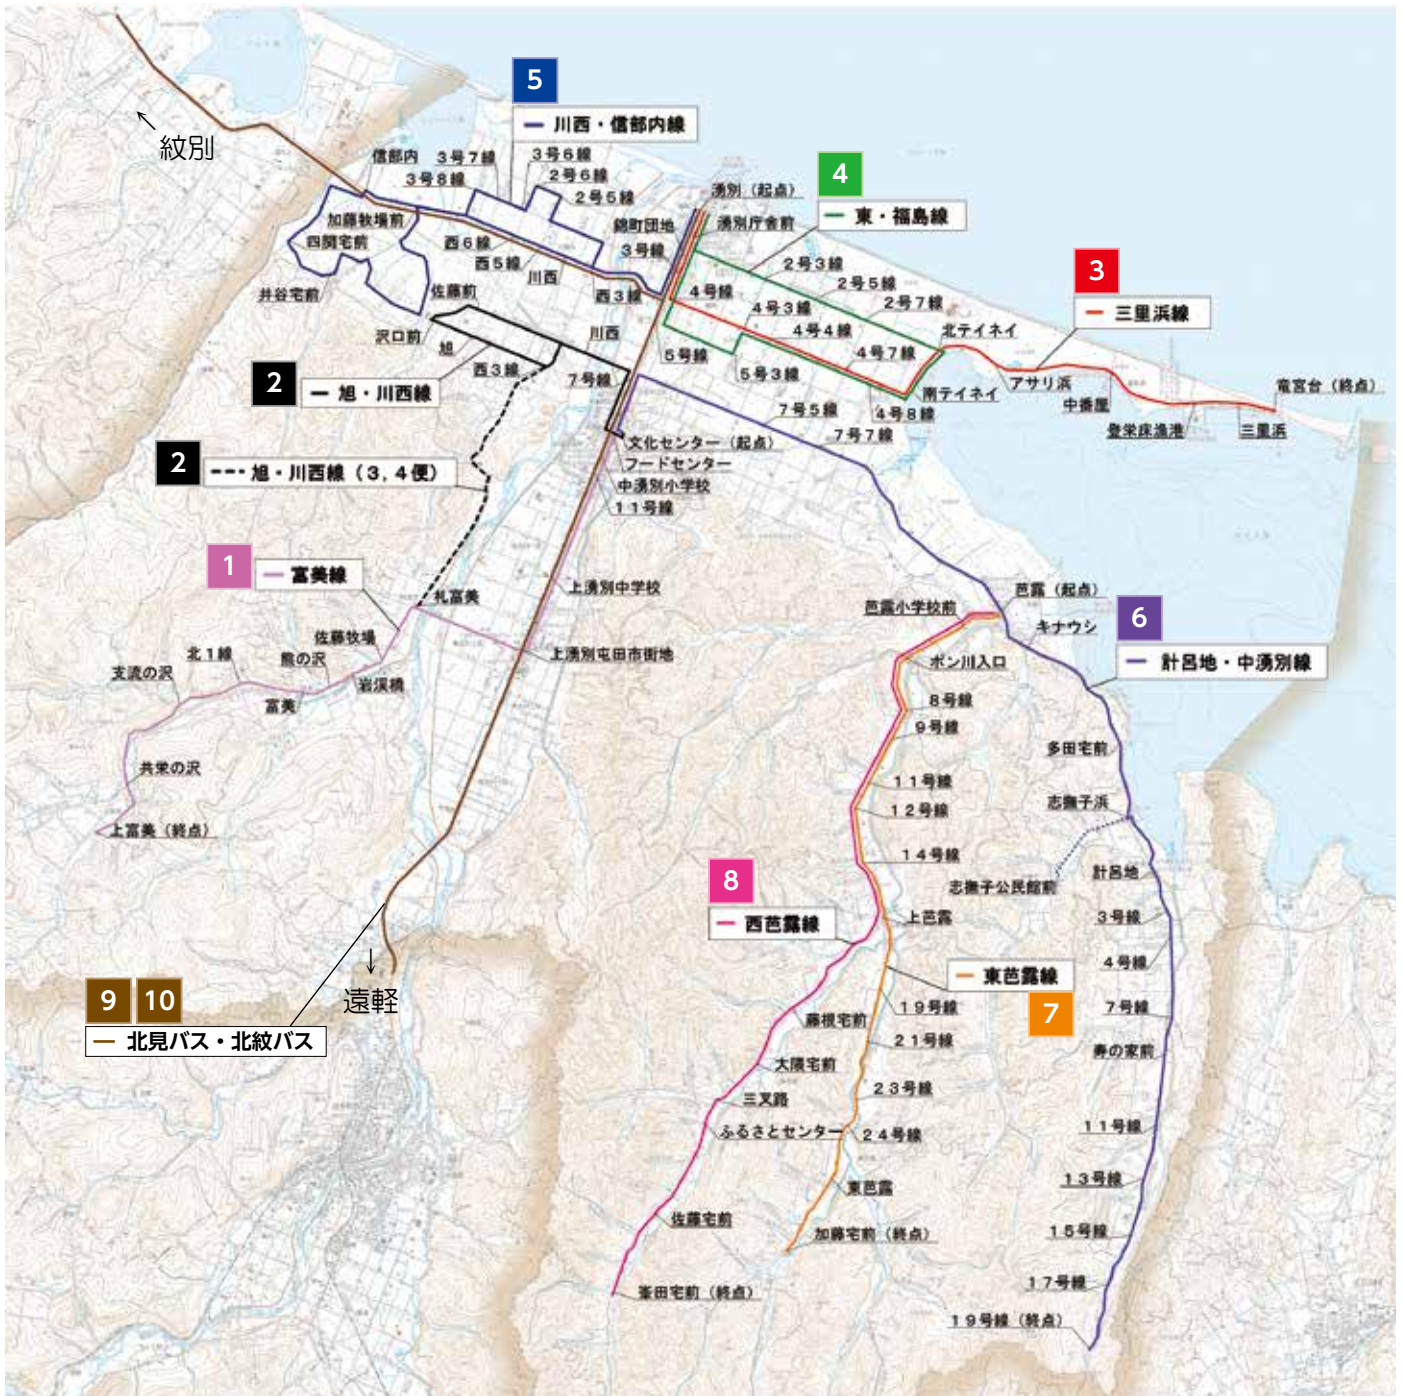 5
川西・信部内線
紋別
信部内
3号7線
3号8線
3号6線
2号6線
2号5線
加藤牧場前
四関宅前
井谷宅前
西6線
西5線
川西
西3線
錦町団地
3号線
湧別（起点）
湧別庁舎前
4
東・福島線
2号3線
2号5線
2号7線
3
三里浜線
4号線
4号3線
4号4線
4号7線
北テイネイ
5号線
5号3線
4号8線
南テイネイ
アサリ浜
中番屋
登栄床漁港
三里浜
竜宮台（終点）
佐藤前
沢口前
旭
川西
西3線
7号線
2
旭・川西線
2
旭・川西線（3,4便）
7号5線
7号7線
文化センター（起点）
フードセンター
中湧別小学校
11号線
1
富美線
札富美
上湧別中学校
上湧別屯田市街地
佐藤牧場
熊の沢
北1線
支流の沢
岩渓橋
富美
共栄の沢
上富美（終点）
芭露小学校前
芭露（起点）
キナウシ
6
計呂地・中湧別線
ポン川入口
8号線
9号線
11号線
12号線
14号線
多田宅前
志撫子浜
志撫子公民館前
計呂地
3号線
4号線
7号線
寿の家前
11号線
13号線
15号線
17号線
19号線（終点）
8
西芭露線
上芭露
東芭露線
7
19号線
21号線
23号線
24号線
東芭露
加藤宅前（終点）
藤根宅前
大隈宅前
三叉路
ふるさとセンター
佐藤宅前
峯田宅前（終点）
遠軽
9 10
北見バス・北紋バス